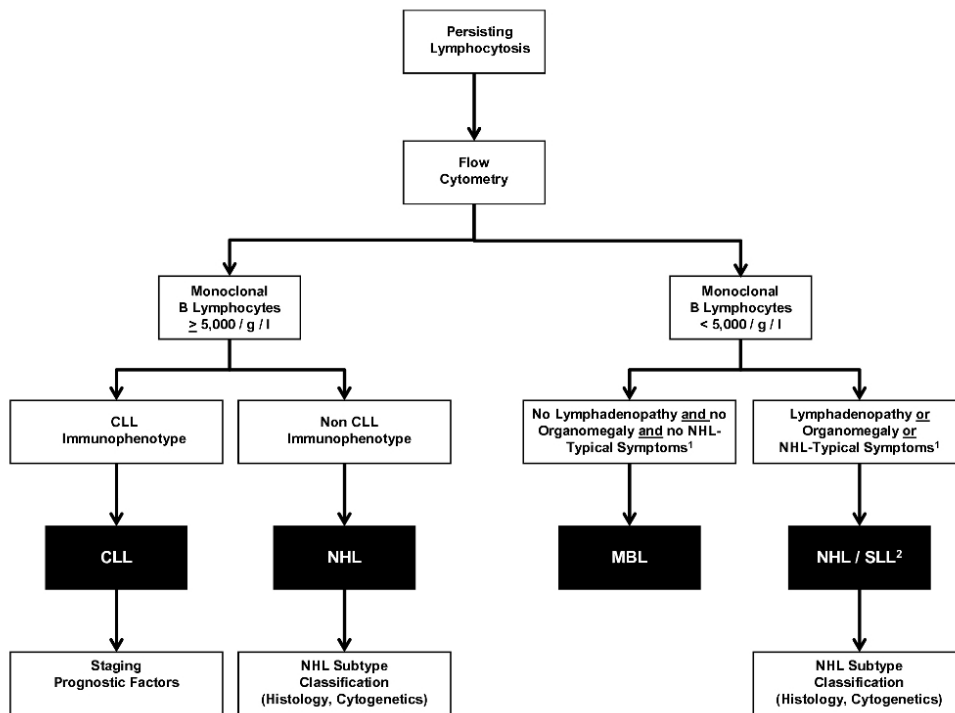 Persisting
Lymphocytosis
Flow
Cytometry
Monoclonal
B Lymphocytes
≥ 5,000 / g / l
Monoclonal
B Lymphocytes
< 5,000 / g / l
CLL
Immunophenotype
Non CLL
Immunophenotype
No Lymphadenopathy and no
Organomegaly and no NHL-
Typical Symptoms¹
Lymphadenopathy or
Organomegaly or
NHL-Typical Symptoms¹
CLL
NHL
MBL
NHL / SLL²
Staging
Prognostic Factors
NHL Subtype
Classification
(Histology, Cytogenetics)
NHL Subtype
Classification
(Histology, Cytogenetics)